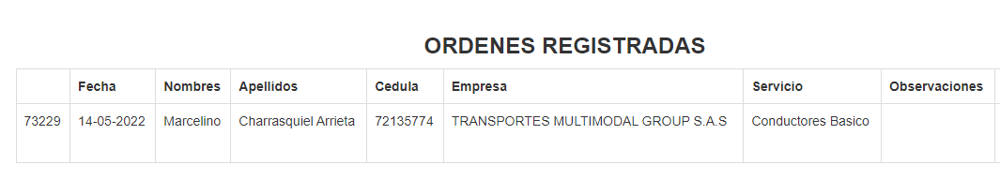 ORDENES REGISTRADAS
Fecha Nombres Apellidos Cedula Empresa Servicio Observaciones
73229 14-05-2022 Marcelino Charrasquiel Arrieta 72135774 TRANSPORTES MULTIMODAL GROUP S.A.S Conductores Basico